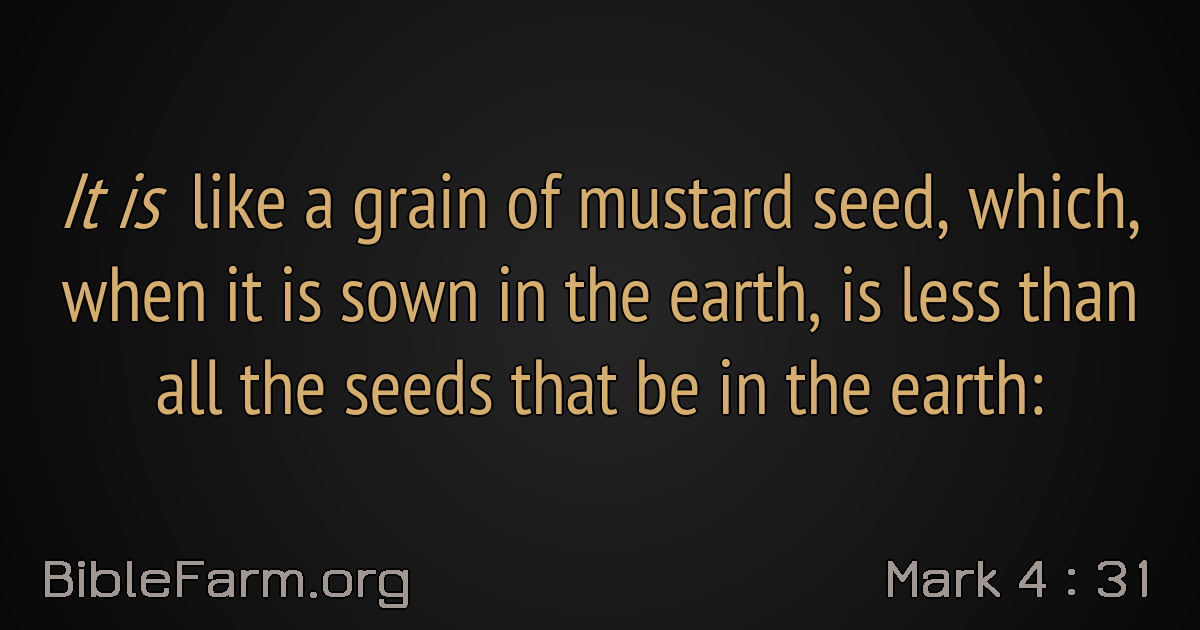 It is like a grain of mustard seed, which,
when it is sown in the earth, is less than
all the seeds that be in the earth:
BibleFarm.org
Mark 4 : 31